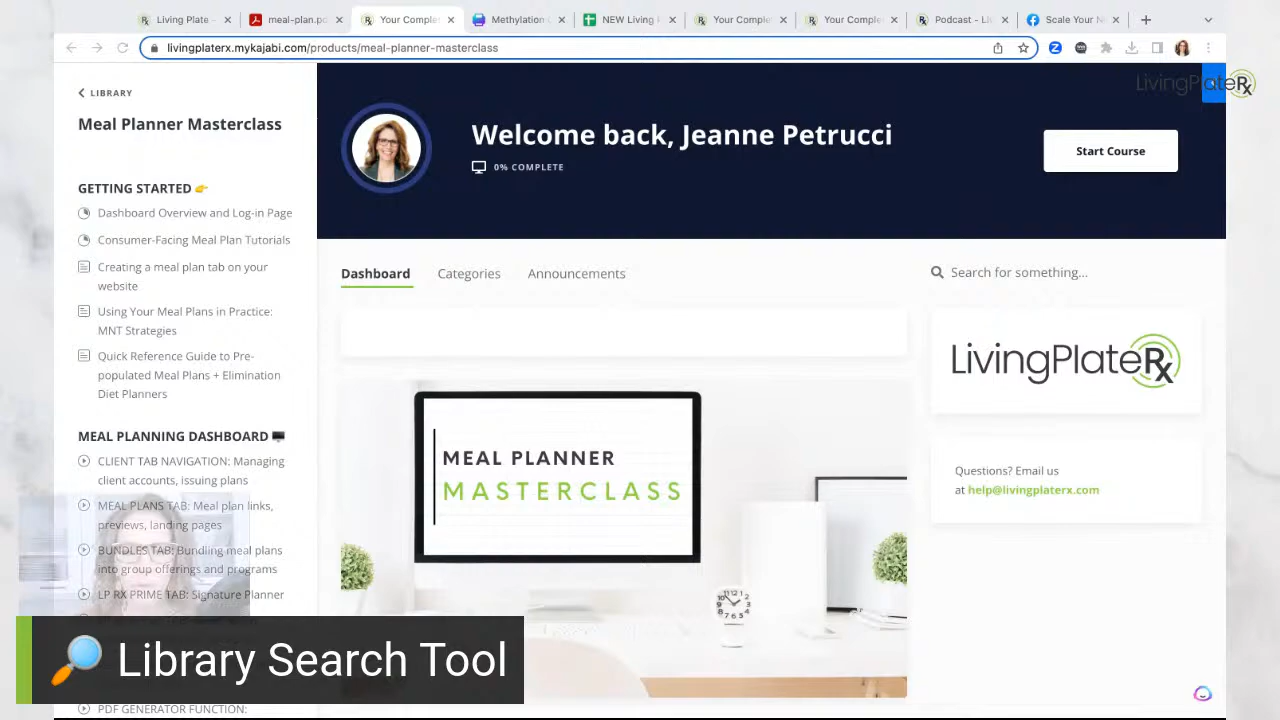 Living Plate -
meal-plan.pd
Your Comple
Methylation
NEW Living
Your Comple
Your Comple
Podcast - Liv
Scale Your N
livingplaterx.mykajabi.com/products/meal-planner-masterclass
LivingPlateRx
LIBRARY
Meal Planner Masterclass
GETTING STARTED 👉
Dashboard Overview and Log-in Page
Consumer-Facing Meal Plan Tutorials
Creating a meal plan tab on your
website
Using Your Meal Plans in Practice:
MNT Strategies
Quick Reference Guide to Pre-
populated Meal Plans + Elimination
Diet Planners
MEAL PLANNING DASHBOARD 🖥️
CLIENT TAB NAVIGATION: Managing
client accounts, issuing plans
MEAL PLANS TAB: Meal plan links,
previews, landing pages
BUNDLES TAB: Bundling meal plans
into group offerings and programs
LP RX PRIME TAB: Signature Planner
PDF GENERATOR FUNCTION:
Welcome back, Jeanne Petrucci
0% COMPLETE
Start Course
Dashboard
Categories
Announcements
Search for something...
MEAL PLANNER
MASTERCLASS
LivingPlateRx
Questions? Email us
at help@livingplaterx.com
🔎 Library Search Tool